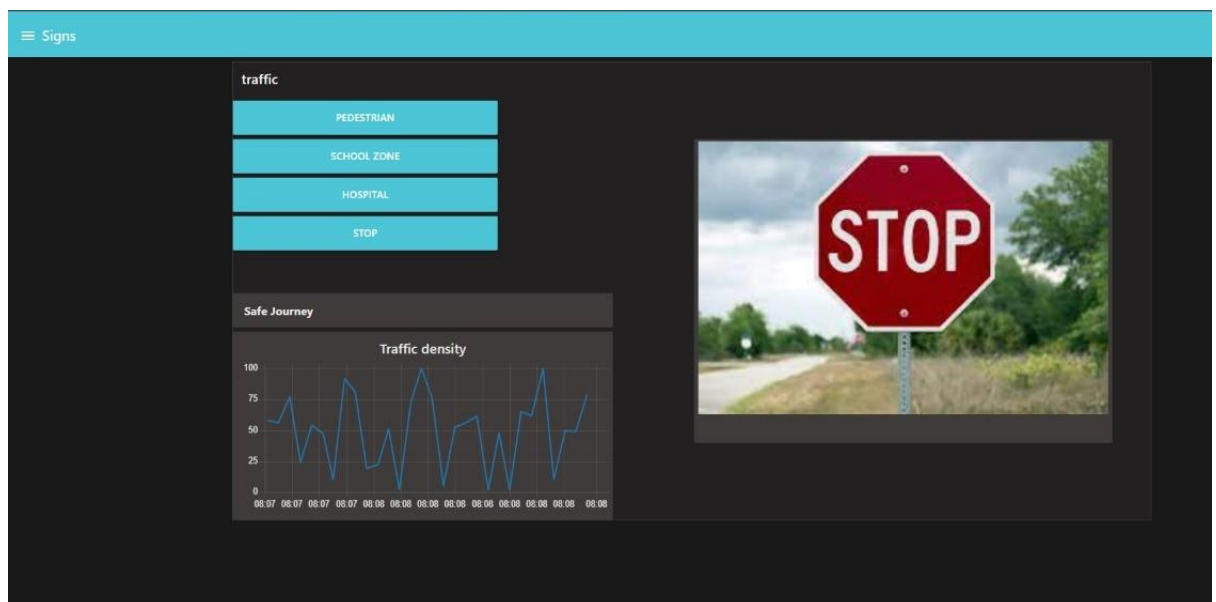 Signs
traffic
PEDESTRIAN
SCHOOL ZONE
HOSPITAL
STOP
STOP
Safe Journey
Traffic density
100
75
50
25
0
08:07 08:07 08:07 08:07 08:08 08:08 08:08 08:08 08:08 08:08 08:08 08:08 08:08